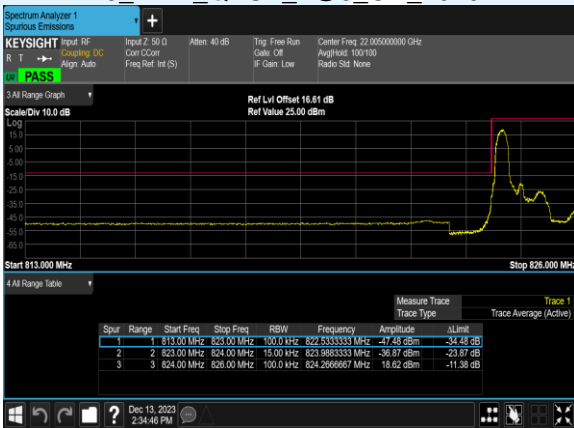 Spectrum Analyzer 1
Spurious Emissions
KEYSIGHT Input: RF
R T Coupling: DC
Align: Auto
LXI PASS
Input Z: 50 Ω
Corr CCorr
Freq Ref: Int (S)
Atten: 40 dB
Trig: Free Run
Gate: Off
IF Gain: Low
Center Freq: 22.005000000 GHz
Avg|Hold: 100/100
Radio Std: None
3 All Range Graph
Scale/Div 10.0 dB
Ref Lvl Offset 16.61 dB
Ref Value 25.00 dBm
Log
15.0
5.00
-5.00
-15.0
-25.0
-35.0
-45.0
-55.0
-65.0
Start 813.000 MHz
Stop 826.000 MHz
4 All Range Table
Measure Trace Trace 1
Trace Type Trace Average (Active)
Spur Range Start Freq Stop Freq RBW Frequency Amplitude ΔLimit
1 1 813.00 MHz 823.00 MHz 100.0 kHz 822.5333333 MHz -47.48 dBm -34.48 dB
2 2 823.00 MHz 824.00 MHz 15.00 kHz 823.9883333 MHz -36.87 dBm -23.87 dB
3 3 824.00 MHz 826.00 MHz 100.0 kHz 824.2666667 MHz 18.62 dBm -11.38 dB
Dec 13, 2023
2:34:46 PM